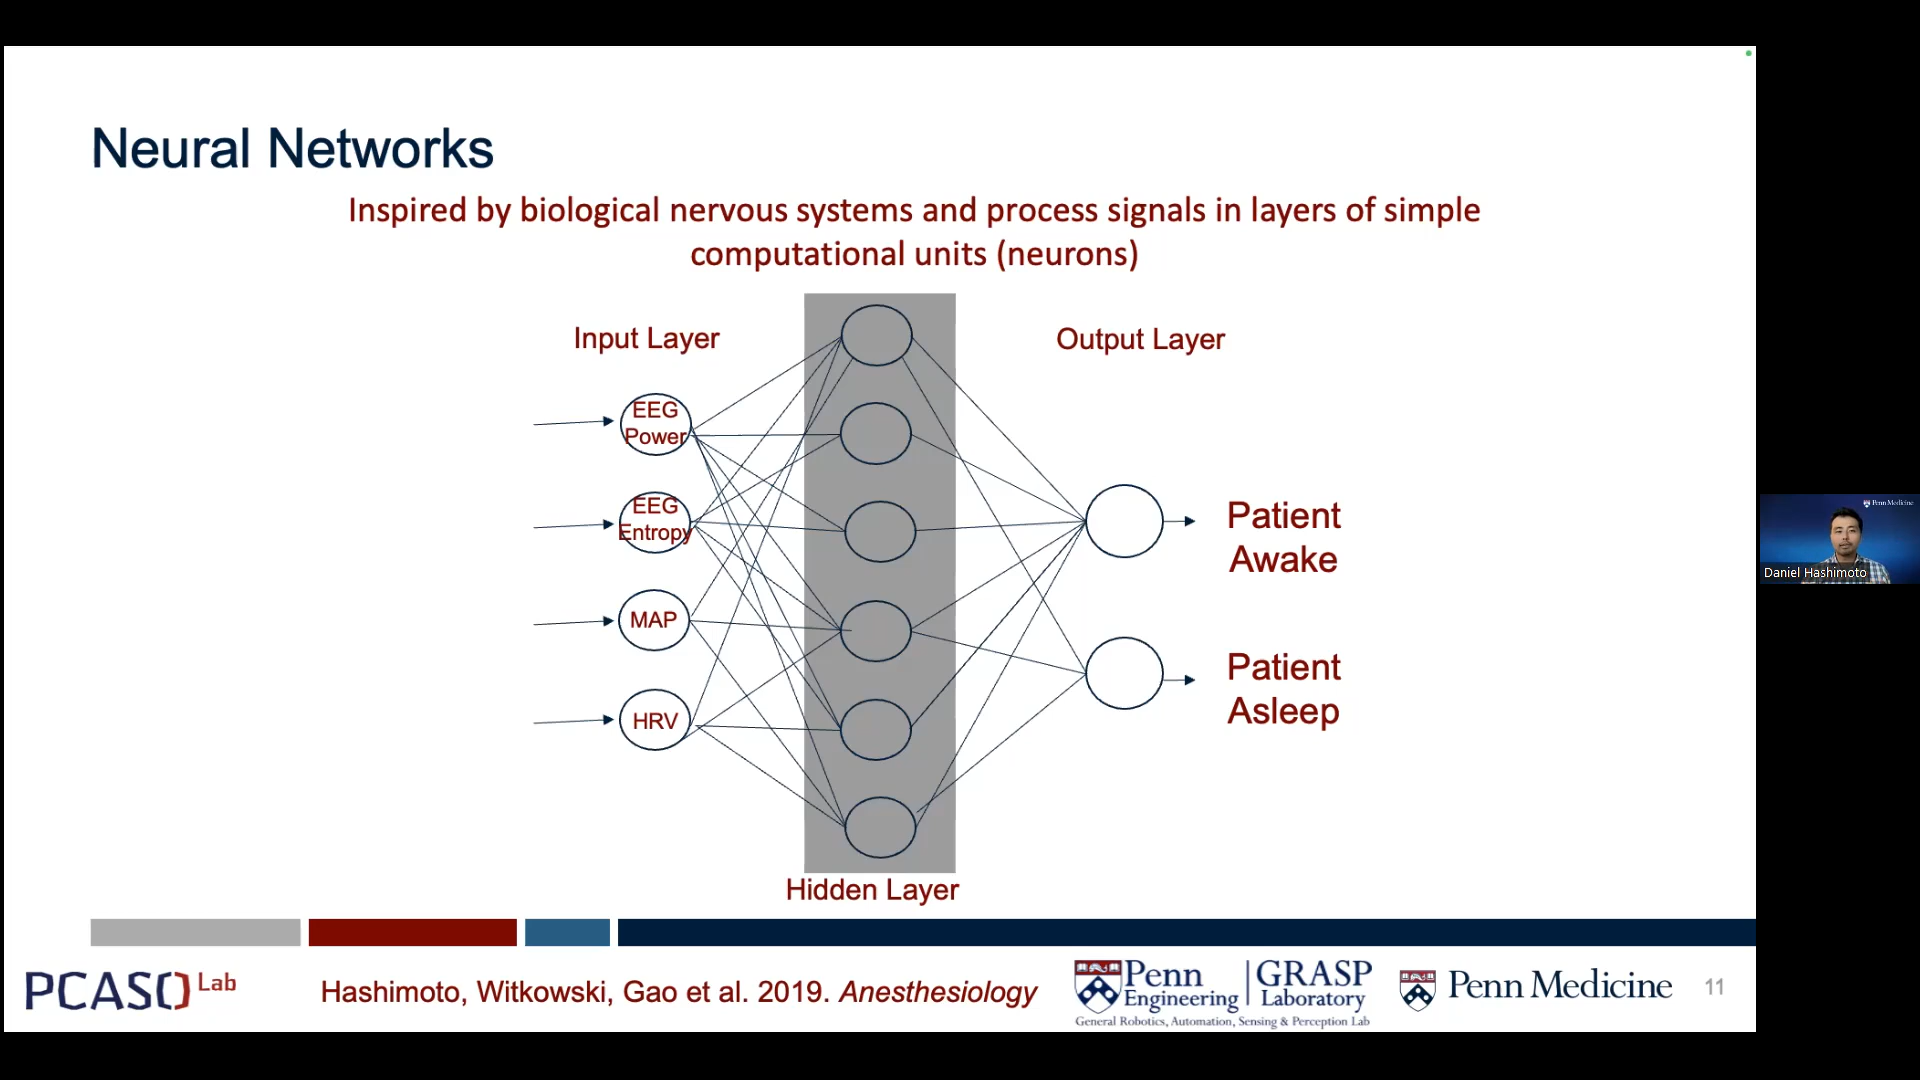 Neural Networks
Inspired by biological nervous systems and process signals in layers of simple
computational units (neurons)
Input Layer
Output Layer
EEG
Power
EEG
Entropy
MAP
HRV
Patient
Awake
Patient
Asleep
Hidden Layer
Penn Medicine
Daniel Hashimoto
PCASO Lab
Hashimoto, Witkowski, Gao et al. 2019. Anesthesiology
Penn
Engineering
GRASP
Laboratory
General Robotics, Automation, Sensing & Perception Lab
Penn Medicine
11